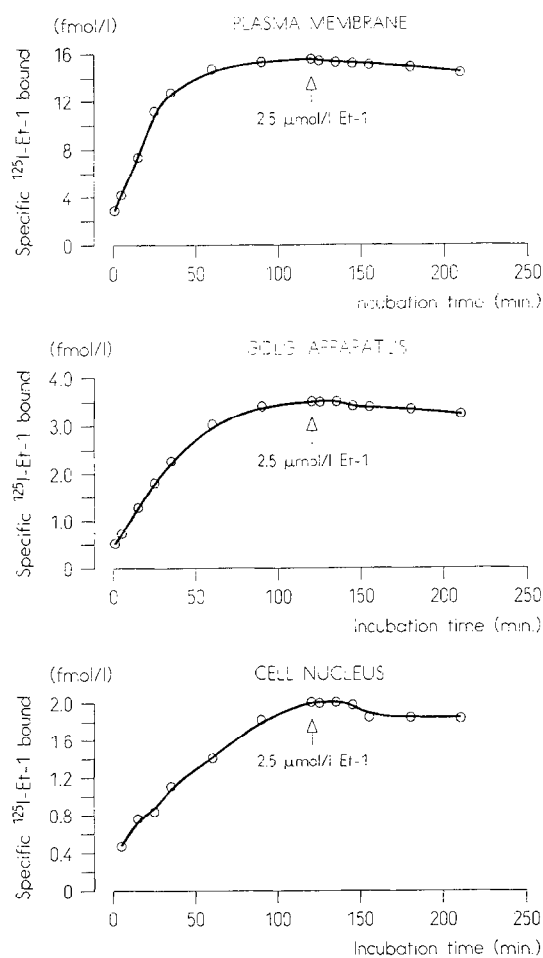 (fmol/l) PLASMA MEMBRANE
Specific ¹²⁵I-Et-1 bound
16
12
8
4
0
2.5 μmol/l Et-1
0 50 100 150 200 250
Incubation time (min.)
(fmol/l) GOLGI APPARATUS
Specific ¹²⁵I-Et-1 bound
4.0
3.0
2.0
1.0
0
2.5 μmol/l Et-1
0 50 100 150 200 250
Incubation time (min.)
(fmol/l) CELL NUCLEUS
Specific ¹²⁵I-Et-1 bound
2.0
1.6
1.2
0.8
0.4
0
2.5 μmol/l Et-1
0 50 100 150 200 250
Incubation time (min.)